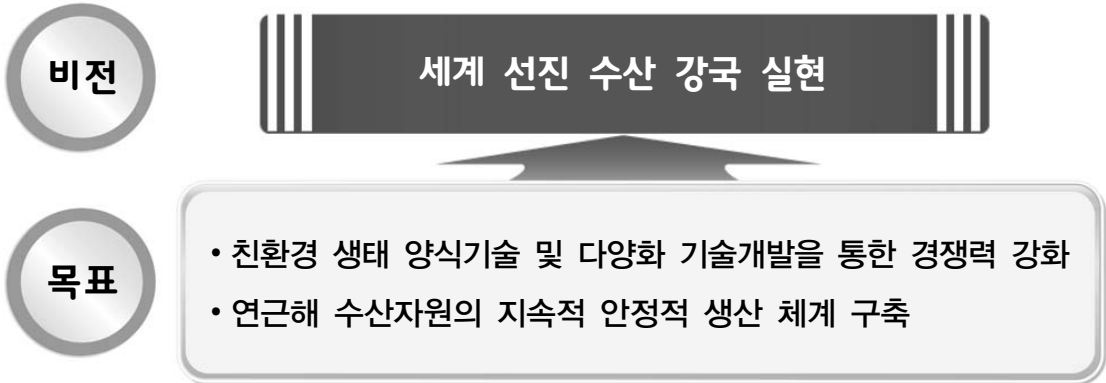 비전
세계 선진 수산 강국 실현
목표
• 친환경 생태 양식기술 및 다양화 기술개발을 통한 경쟁력 강화
• 연근해 수산자원의 지속적 안정적 생산 체계 구축